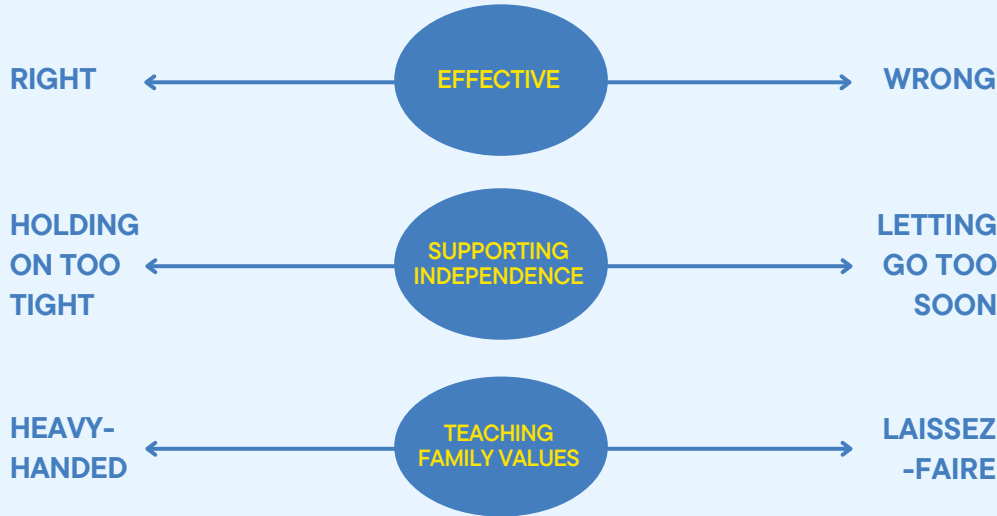 RIGHT
EFFECTIVE
WRONG
HOLDING
ON TOO
TIGHT
SUPPORTING
INDEPENDENCE
LETTING
GO TOO
SOON
HEAVY-
HANDED
TEACHING
FAMILY VALUES
LAISSEZ
-FAIRE